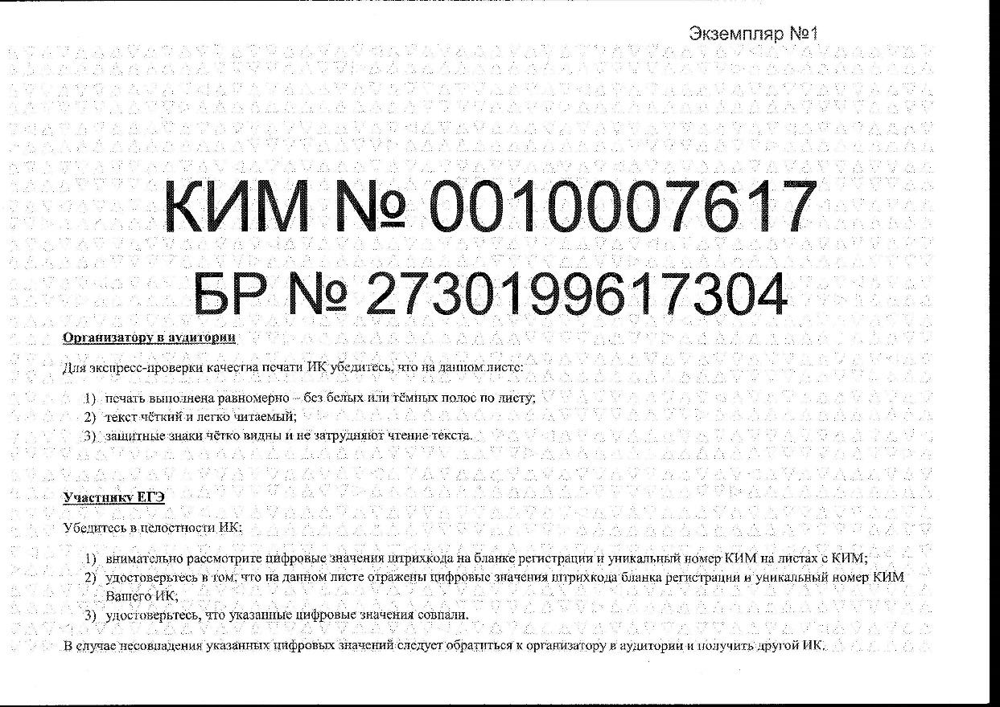 Экземпляр №1
КИМ № 0010007617
БР № 2730199617304
Организатору в аудитории
Для экспресс-проверки качества печати ИК убедитесь, что на данном листе:
1) печать выполнена равномерно – без белых или тёмных полос по листу;
2) текст чёткий и легко читаемый;
3) защитные знаки чётко видны и не затрудняют чтение текста.
Участнику ЕГЭ
Убедитесь в целостности ИК:
1) внимательно рассмотрите цифровые значения штрихкода на бланке регистрации и уникальный номер КИМ на листах с КИМ;
2) удостоверьтесь в том, что на данном листе отражены цифровые значения штрихкода бланка регистрации и уникальный номер КИМ
Вашего ИК;
3) удостоверьтесь, что указанные цифровые значения совпали.
В случае несовпадения указанных цифровых значений следует обратиться к организатору в аудитории и получить другой ИК.